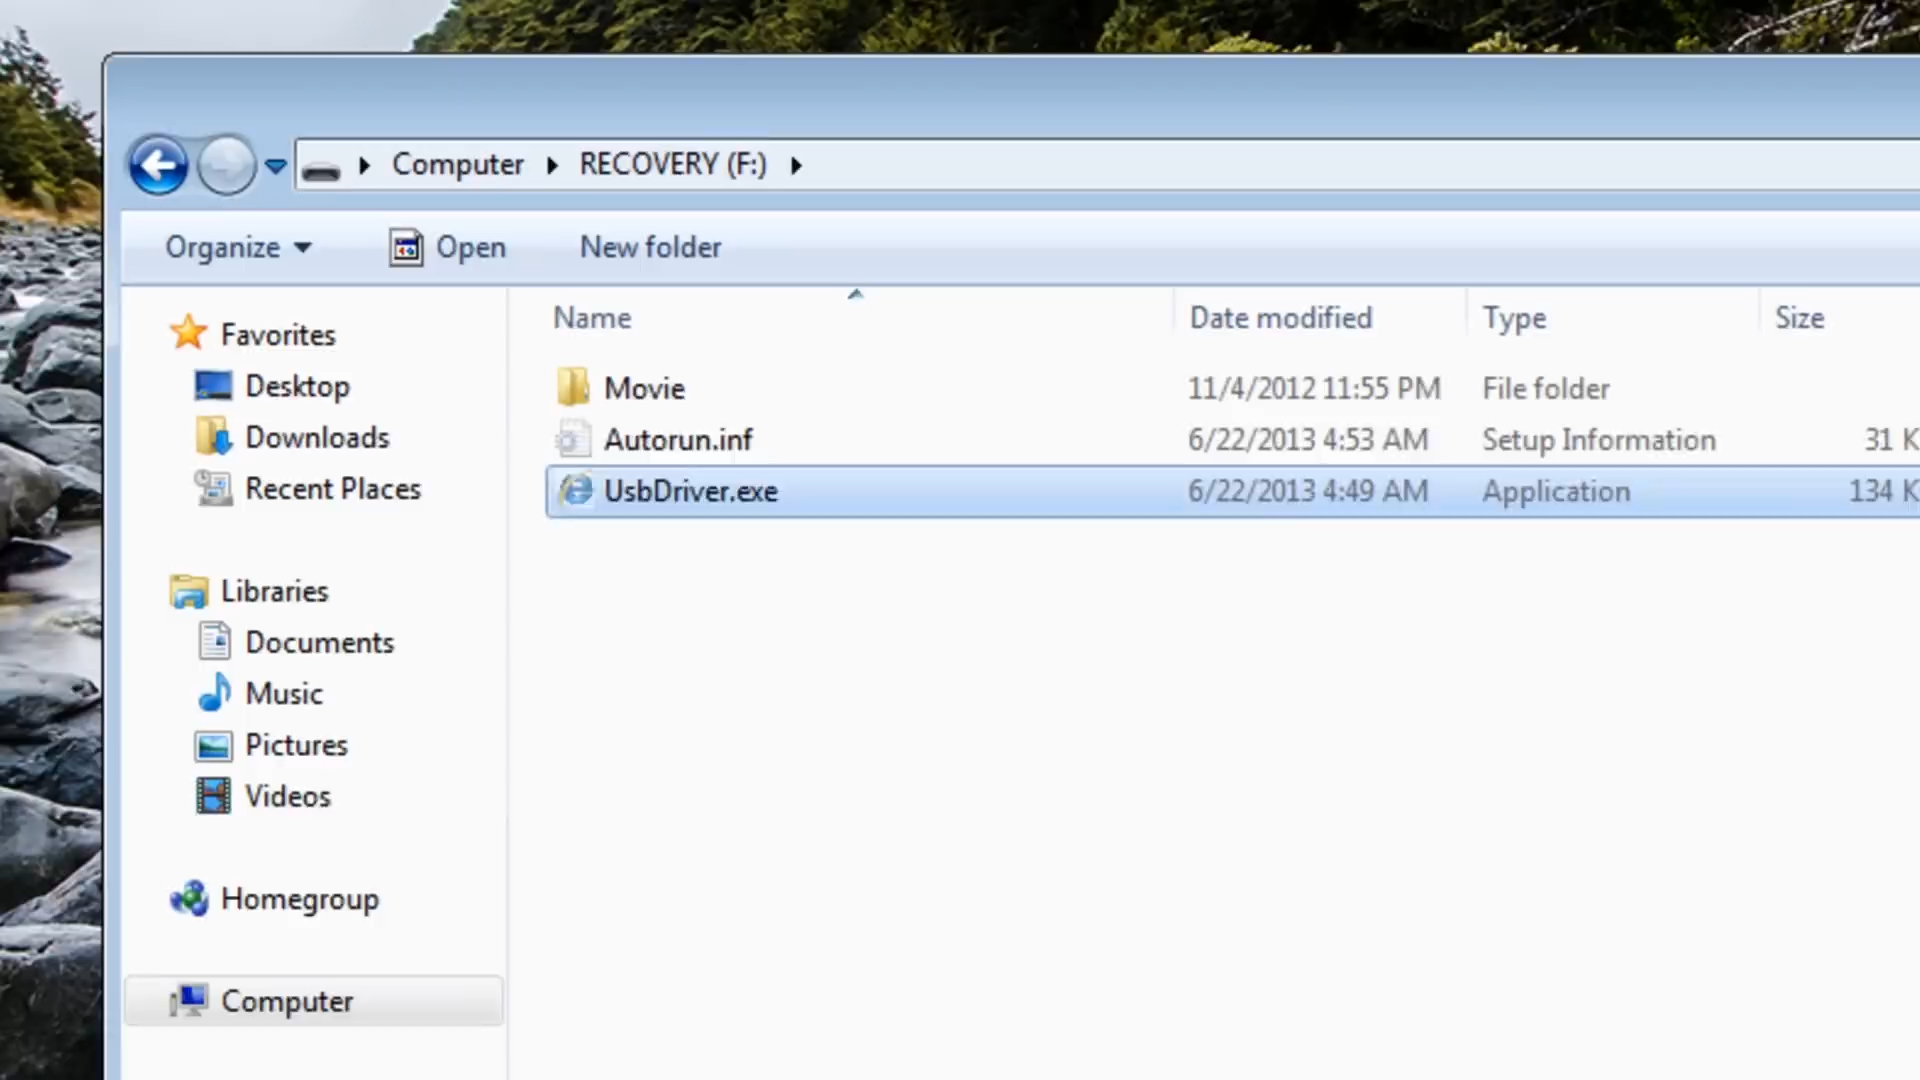 Computer RECOVERY (F:)
Organize Open New folder
Name Date modified Type Size
Favorites
Desktop
Downloads
Recent Places
Libraries
Documents
Music
Pictures
Videos
Homegroup
Computer
Movie 11/4/2012 11:55 PM File folder
Autorun.inf 6/22/2013 4:53 AM Setup Information 31 K
UsbDriver.exe 6/22/2013 4:49 AM Application 134 K